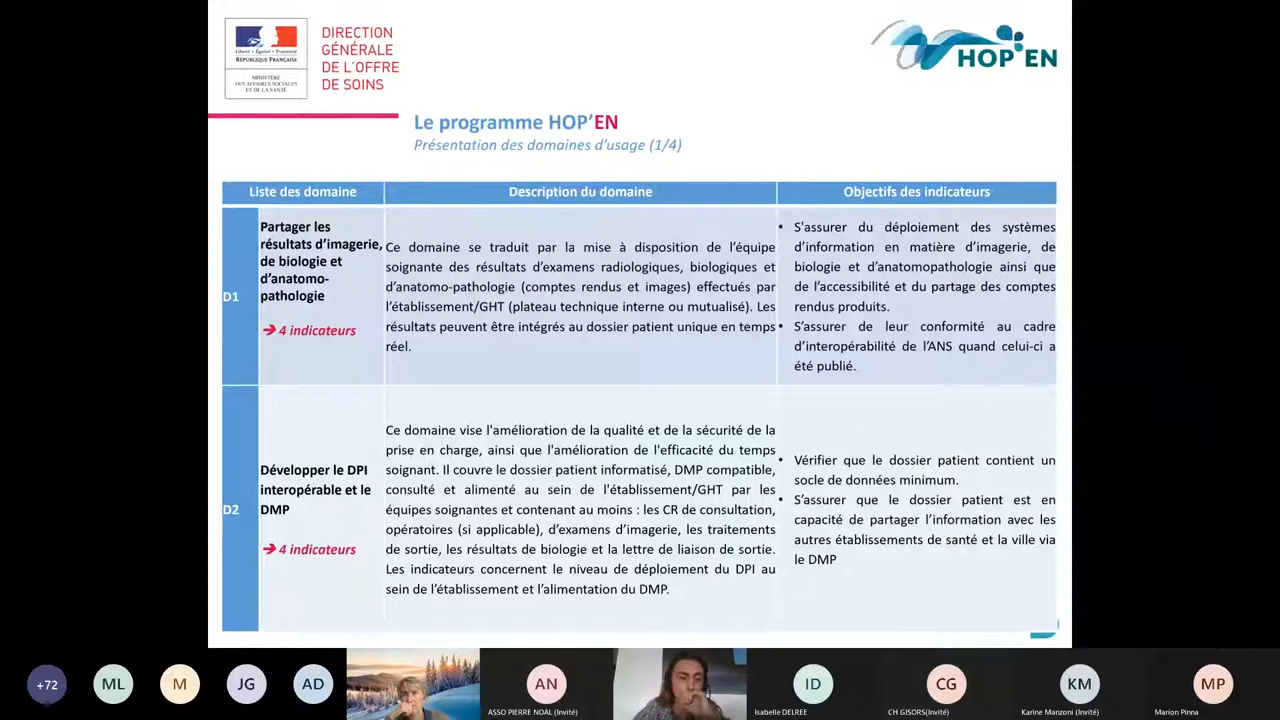 Liberté • Égalité • Fraternité
RÉPUBLIQUE FRANÇAISE
MINISTÈRE
DES AFFAIRES SOCIALES
ET DE LA SANTÉ
DIRECTION
GÉNÉRALE
DE L'OFFRE
DE SOINS
HOP'EN
Le programme HOP'EN
Présentation des domaines d'usage (1/4)
Liste des domaine
Description du domaine
Objectifs des indicateurs
D1
Partager les
résultats d'imagerie,
de biologie et
d'anatomo-
pathologie
➔ 4 indicateurs
Ce domaine se traduit par la mise à disposition de l'équipe
soignante des résultats d'examens radiologiques, biologiques et
d'anatomo-pathologie (comptes rendus et images) effectués par
l'établissement/GHT (plateau technique interne ou mutualisé). Les
résultats peuvent être intégrés au dossier patient unique en temps
réel.
• S'assurer du déploiement des systèmes
d'information en matière d'imagerie, de
biologie et d'anatomopathologie ainsi que
de l'accessibilité et du partage des comptes
rendus produits.
• S'assurer de leur conformité au cadre
d'interopérabilité de l'ANS quand celui-ci a
été publié.
D2
Développer le DPI
interopérable et le
DMP
➔ 4 indicateurs
Ce domaine vise l'amélioration de la qualité et de la sécurité de la
prise en charge, ainsi que l'amélioration de l'efficacité du temps
soignant. Il couvre le dossier patient informatisé, DMP compatible,
consulté et alimenté au sein de l'établissement/GHT par les
équipes soignantes et contenant au moins : les CR de consultation,
opératoires (si applicable), d'examens d'imagerie, les traitements
de sortie, les résultats de biologie et la lettre de liaison de sortie.
Les indicateurs concernent le niveau de déploiement du DPI au
sein de l'établissement et l'alimentation du DMP.
• Vérifier que le dossier patient contient un
socle de données minimum.
• S'assurer que le dossier patient est en
capacité de partager l'information avec les
autres établissements de santé et la ville via
le DMP
+72
ML
M
JG
AD
AN
ASSO PIERRE NOAL (Invité)
ID
Isabelle DELREE
CG
CH GISORS(Invité)
KM
Karine Manzoni (Invité)
MP
Marion Pinna